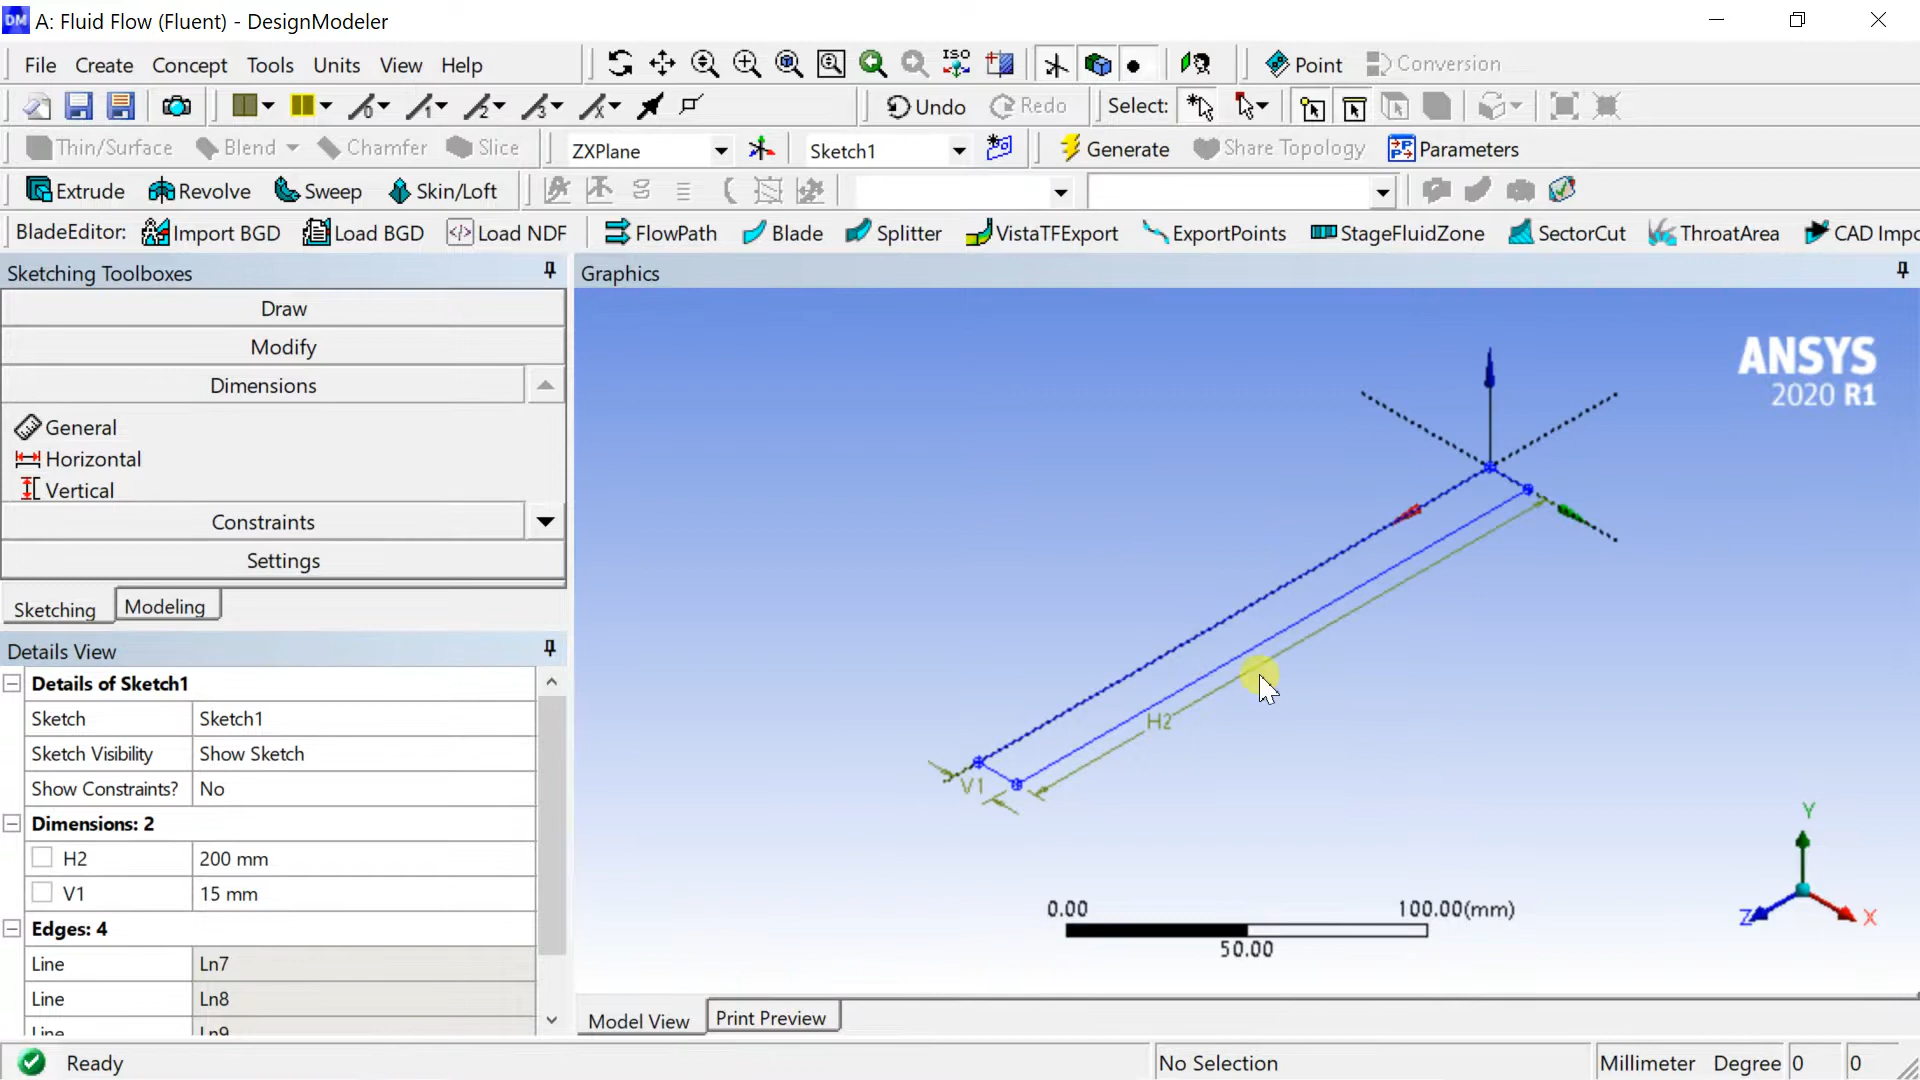 DM A: Fluid Flow (Fluent) - DesignModeler
File Create Concept Tools Units View Help ISO Point Conversion
Undo Redo Select:
Thin/Surface Blend Chamfer Slice ZXPlane Sketch1 Generate Share Topology Parameters
Extrude Revolve Sweep Skin/Loft
BladeEditor: Import BGD Load BGD Load NDF FlowPath Blade Splitter VistaTFExport ExportPoints StageFluidZone SectorCut ThroatArea CAD Impo
Sketching Toolboxes
Draw
Modify
Dimensions
General
Horizontal
Vertical
Constraints
Settings
Sketching Modeling
Details View
Details of Sketch1
Sketch Sketch1
Sketch Visibility Show Sketch
Show Constraints? No
Dimensions: 2
H2 200 mm
V1 15 mm
Edges: 4
Line Ln7
Line Ln8
Line Ln9
Graphics
ANSYS
2020 R1
H2
V1
0.00 100.00(mm)
50.00
Y
Z X
Model View Print Preview
Ready No Selection Millimeter Degree 0 0